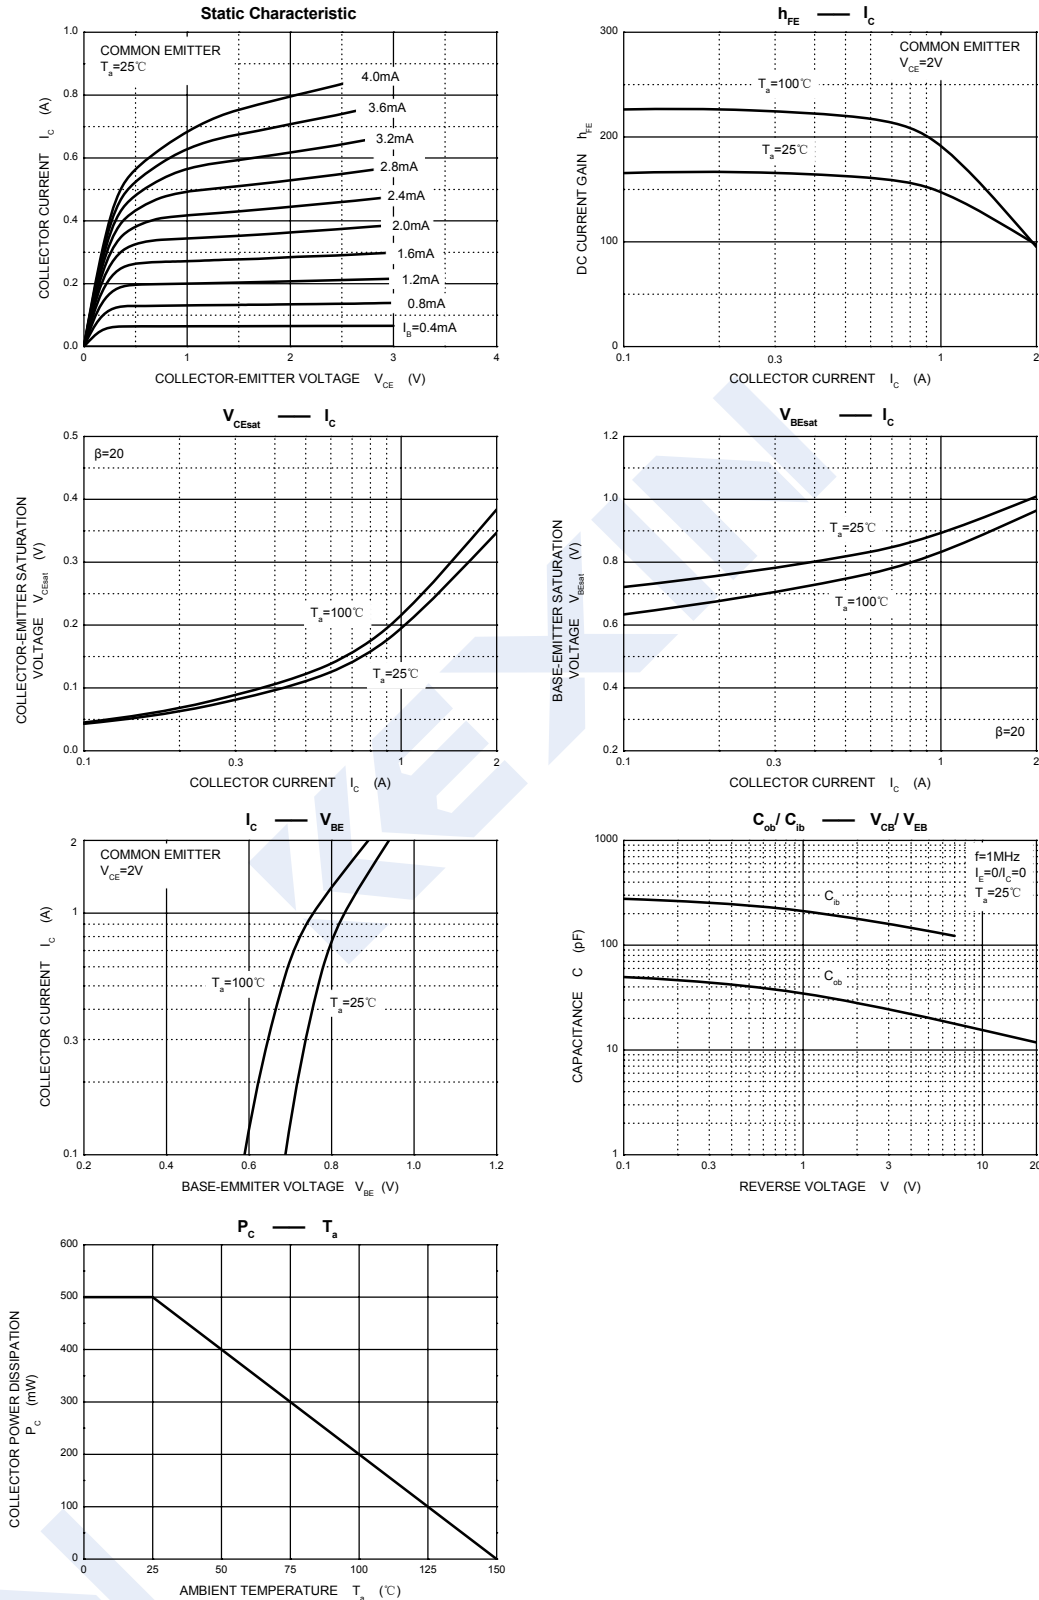 Static Characteristic
COMMON EMITTER
Ta=25℃
4.0mA
3.6mA
3.2mA
2.8mA
2.4mA
2.0mA
1.6mA
1.2mA
0.8mA
IB=0.4mA
1.0
0.8
0.6
0.4
0.2
0.0
0 1 2 3 4
COLLECTOR CURRENT IC (A)
COLLECTOR-EMITTER VOLTAGE VCE (V)
hFE —— IC
COMMON EMITTER
VCE=2V
Ta=100℃
Ta=25℃
300
200
100
0
0.1 0.3 1 2
DC CURRENT GAIN hFE
COLLECTOR CURRENT IC (A)
VCEsat —— IC
β=20
Ta=100℃
Ta=25℃
0.5
0.4
0.3
0.2
0.1
0.0
0.1 0.3 1 2
COLLECTOR-EMITTER SATURATION
VOLTAGE VCEsat (V)
COLLECTOR CURRENT IC (A)
VBEsat —— IC
Ta=25℃
Ta=100℃
β=20
1.2
1.0
0.8
0.6
0.4
0.2
0.1 0.3 1 2
BASE-EMITTER SATURATION
VOLTAGE VBEsat (V)
COLLECTOR CURRENT IC (A)
IC —— VBE
COMMON EMITTER
VCE=2V
Ta=100℃
Ta=25℃
2
1
0.3
0.1
0.2 0.4 0.6 0.8 1.0 1.2
COLLECTOR CURRENT IC (A)
BASE-EMMITER VOLTAGE VBE (V)
Cob/ Cib —— VCB/ VEB
f=1MHz
IE=0/IC=0
Ta=25℃
Cib
Cob
1000
100
10
1
0.1 0.3 1 3 10 20
CAPACITANCE C (pF)
REVERSE VOLTAGE V (V)
PC —— Ta
600
500
400
300
200
100
0
0 25 50 75 100 125 150
COLLECTOR POWER DISSIPATION
PC (mW)
AMBIENT TEMPERATURE Ta (℃)
KEXIN